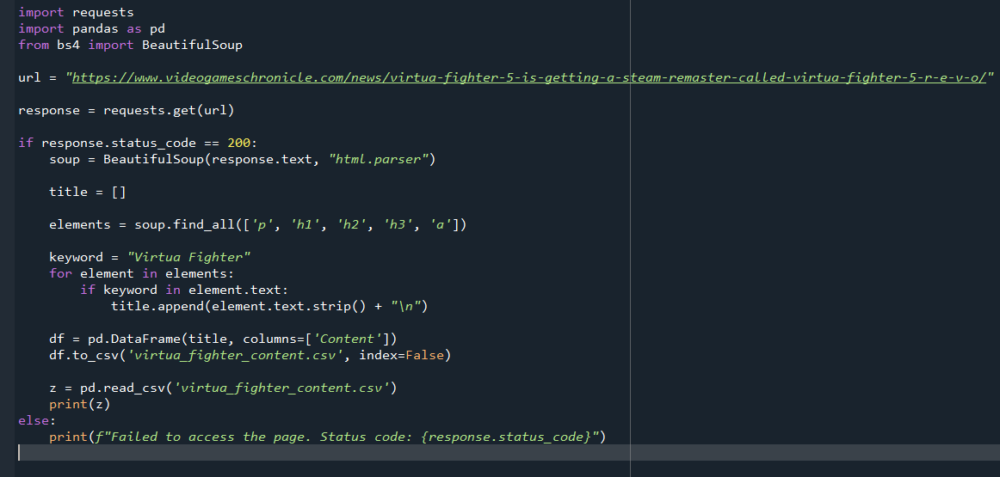 import requests
import pandas as pd
from bs4 import BeautifulSoup
url = "https://www.videogameschronicle.com/news/virtua-fighter-5-is-getting-a-steam-remaster-called-virtua-fighter-5-r-e-v-o/"
response = requests.get(url)
if response.status_code == 200:
    soup = BeautifulSoup(response.text, "html.parser")
    title = []
    elements = soup.find_all(['p', 'h1', 'h2', 'h3', 'a'])
    keyword = "Virtua Fighter"
    for element in elements:
        if keyword in element.text:
            title.append(element.text.strip() + "\n")
    df = pd.DataFrame(title, columns=['Content'])
    df.to_csv('virtua_fighter_content.csv', index=False)
    z = pd.read_csv('virtua_fighter_content.csv')
    print(z)
else:
    print(f"Failed to access the page. Status code: {response.status_code}")